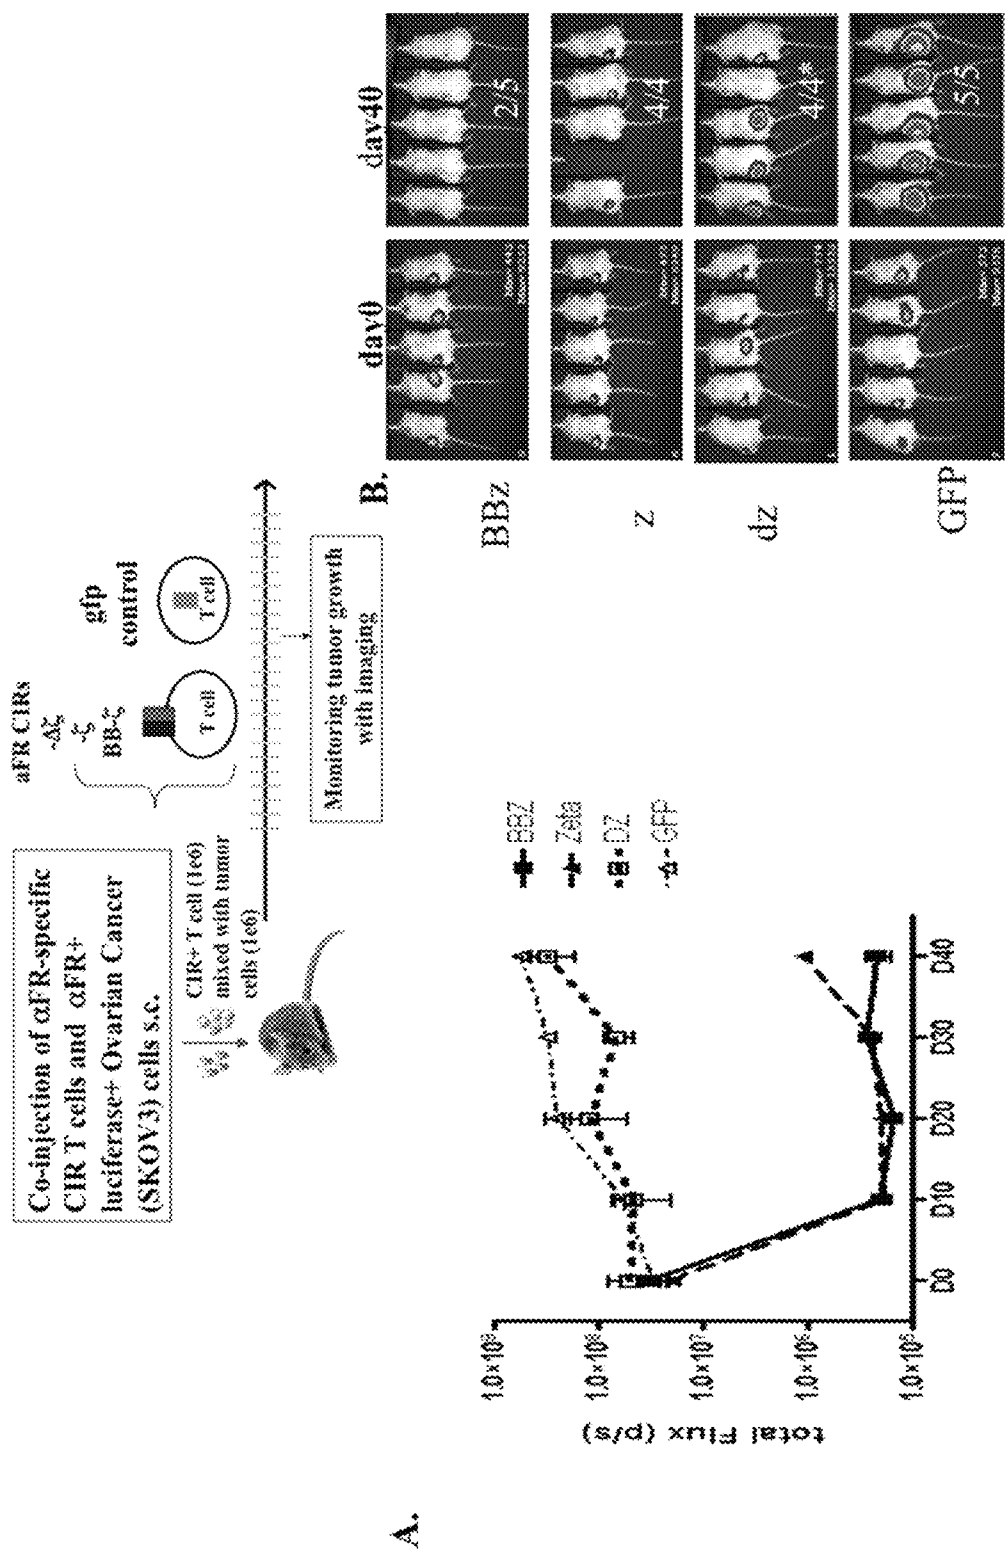 Co-injection of αFR-specific
CIR T cells and αFR+
luciferase+ Ovarian Cancer
(SKOV3) cells s.c.
CIR+ T cell (1e6)
mixed with tumor
cells (1e6)
aFR CIRs
-Δζ
-ζ
BB-ζ
T cell
gfp
control
T cell
Monitoring tumor growth
with imaging
A.
total Flux (p/s)
1.0×10⁹
1.0×10⁸
1.0×10⁷
1.0×10⁶
1.0×10⁵
D0
D10
D20
D30
D40
BBZ
Zeta
DZ
GFP
B.
day0
day40
BBz
2/5
z
4/4
dz
4/4*
GFP
5/5